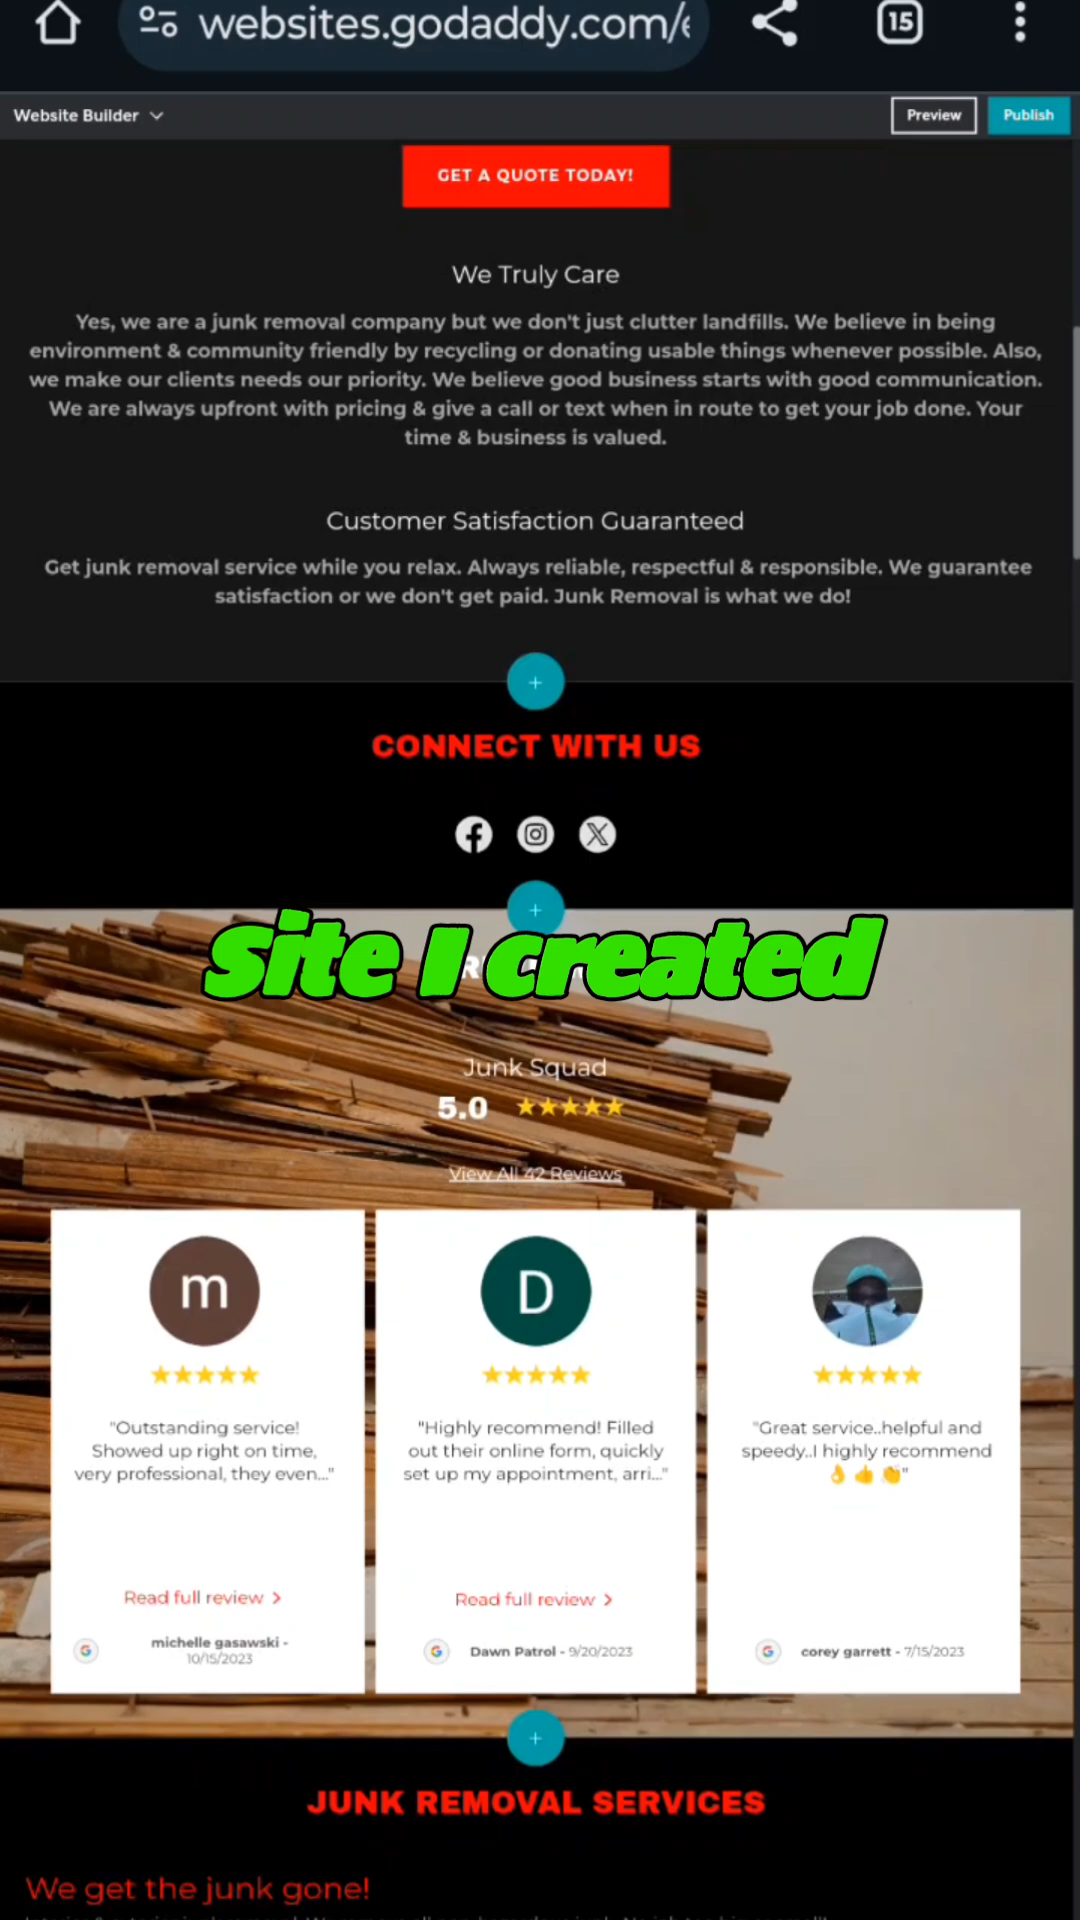 websites.godaddy.com/
15
Website Builder
Preview
Publish
GET A QUOTE TODAY!
We Truly Care
Yes, we are a junk removal company but we don't just clutter landfills. We believe in being
environment & community friendly by recycling or donating usable things whenever possible. Also,
we make our clients needs our priority. We believe good business starts with good communication.
We are always upfront with pricing & give a call or text when in route to get your job done. Your
time & business is valued.
Customer Satisfaction Guaranteed
Get junk removal service while you relax. Always reliable, respectful & responsible. We guarantee
satisfaction or we don't get paid. Junk Removal is what we do!
+
CONNECT WITH US
+
Site I created
Junk Squad
5.0 ★★★★★
View All 42 Reviews
m
★★★★★
"Outstanding service!
Showed up right on time,
very professional, they even..."
Read full review >
michelle gasawski -
10/15/2023
D
★★★★★
"Highly recommend! Filled
out their online form, quickly
set up my appointment, arri..."
Read full review >
Dawn Patrol - 9/20/2023
★★★★★
"Great service..helpful and
speedy..I highly recommend
👌 👍 👏"
corey garrett - 7/15/2023
+
JUNK REMOVAL SERVICES
We get the junk gone!